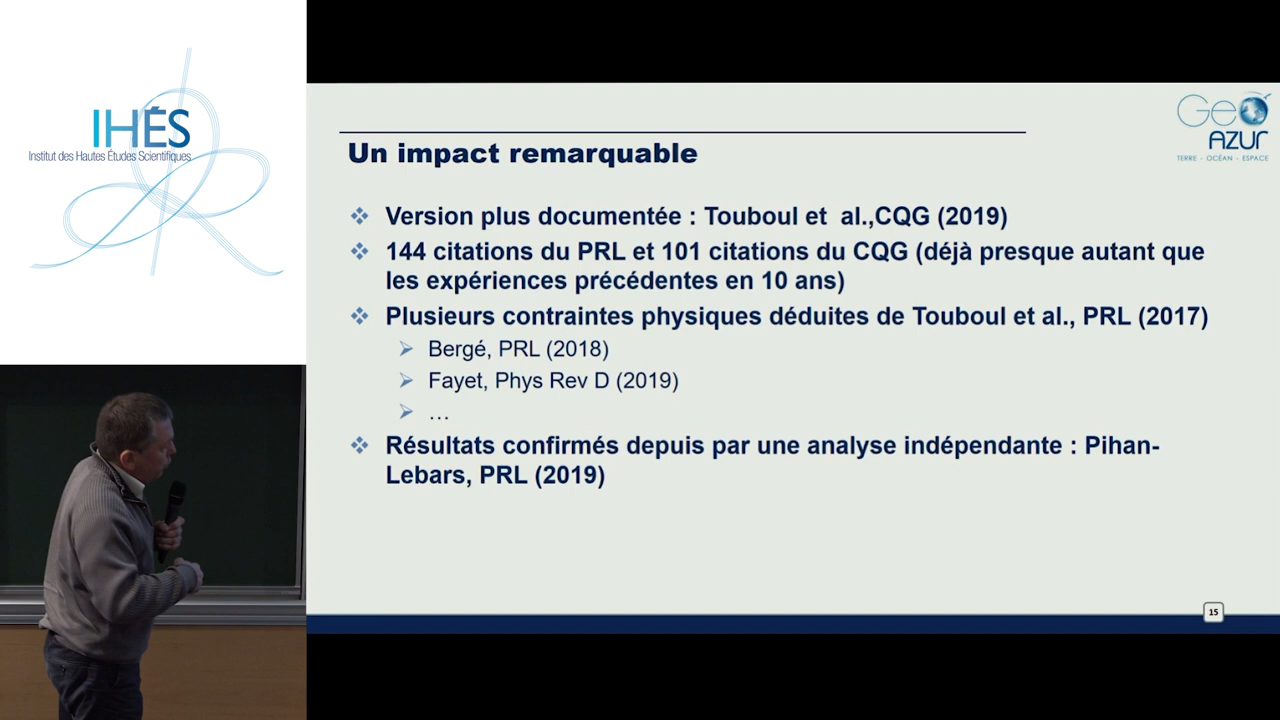 IHÉS
Institut des Hautes Études Scientifiques
GeoAZUR
TERRE - OCÉAN - ESPACE
Un impact remarquable
Version plus documentée : Touboul et al.,CQG (2019)
144 citations du PRL et 101 citations du CQG (déjà presque autant que
les expériences précédentes en 10 ans)
Plusieurs contraintes physiques déduites de Touboul et al., PRL (2017)
Bergé, PRL (2018)
Fayet, Phys Rev D (2019)
…
Résultats confirmés depuis par une analyse indépendante : Pihan-
Lebars, PRL (2019)
15